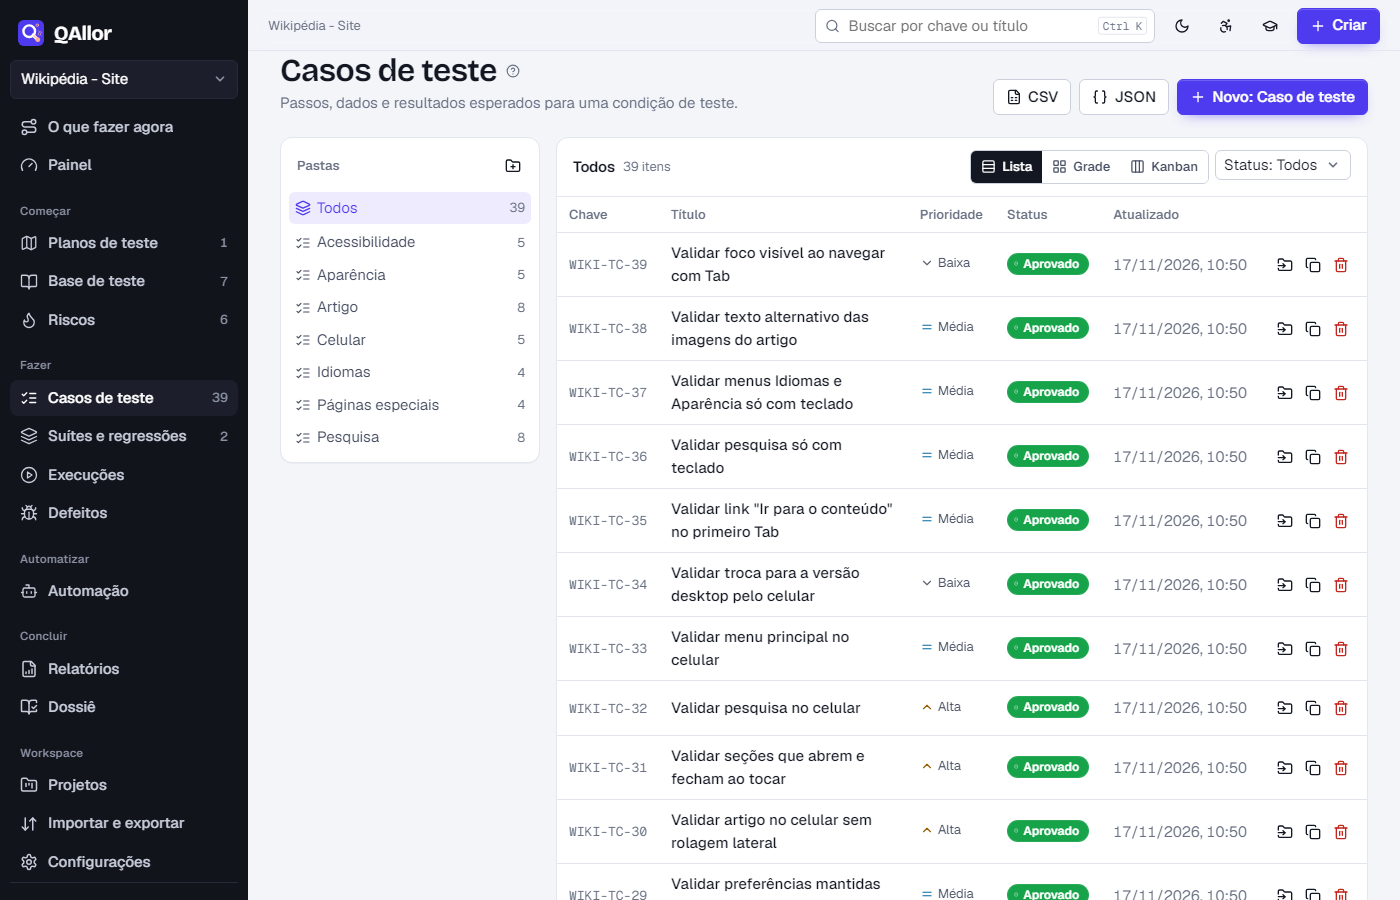 QAllor
Wikipédia - Site
O que fazer agora
Painel
Começar
Planos de teste 1
Base de teste 7
Riscos 6
Fazer
Casos de teste 39
Suítes e regressões 2
Execuções
Defeitos
Automatizar
Automação
Concluir
Relatórios
Dossiê
Workspace
Projetos
Importar e exportar
Configurações
Wikipédia - Site
Buscar por chave ou título Ctrl K
Criar
Casos de teste
Passos, dados e resultados esperados para uma condição de teste.
CSV
JSON
Novo: Caso de teste
Pastas
Todos 39
Acessibilidade 5
Aparência 5
Artigo 8
Celular 5
Idiomas 4
Páginas especiais 4
Pesquisa 8
Todos 39 itens
Lista Grade Kanban
Status: Todos
Chave Título Prioridade Status Atualizado
WIKI-TC-39 Validar foco visível ao navegar Baixa Aprovado 17/11/2026, 10:50
com Tab
WIKI-TC-38 Validar texto alternativo das Média Aprovado 17/11/2026, 10:50
imagens do artigo
WIKI-TC-37 Validar menus Idiomas e Média Aprovado 17/11/2026, 10:50
Aparência só com teclado
WIKI-TC-36 Validar pesquisa só com Média Aprovado 17/11/2026, 10:50
teclado
WIKI-TC-35 Validar link "Ir para o conteúdo" Média Aprovado 17/11/2026, 10:50
no primeiro Tab
WIKI-TC-34 Validar troca para a versão Baixa Aprovado 17/11/2026, 10:50
desktop pelo celular
WIKI-TC-33 Validar menu principal no Média Aprovado 17/11/2026, 10:50
celular
WIKI-TC-32 Validar pesquisa no celular Alta Aprovado 17/11/2026, 10:50
WIKI-TC-31 Validar seções que abrem e Alta Aprovado 17/11/2026, 10:50
fecham ao tocar
WIKI-TC-30 Validar artigo no celular sem Alta Aprovado 17/11/2026, 10:50
rolagem lateral
WIKI-TC-29 Validar preferências mantidas Média Aprovado 17/11/2026, 10:50